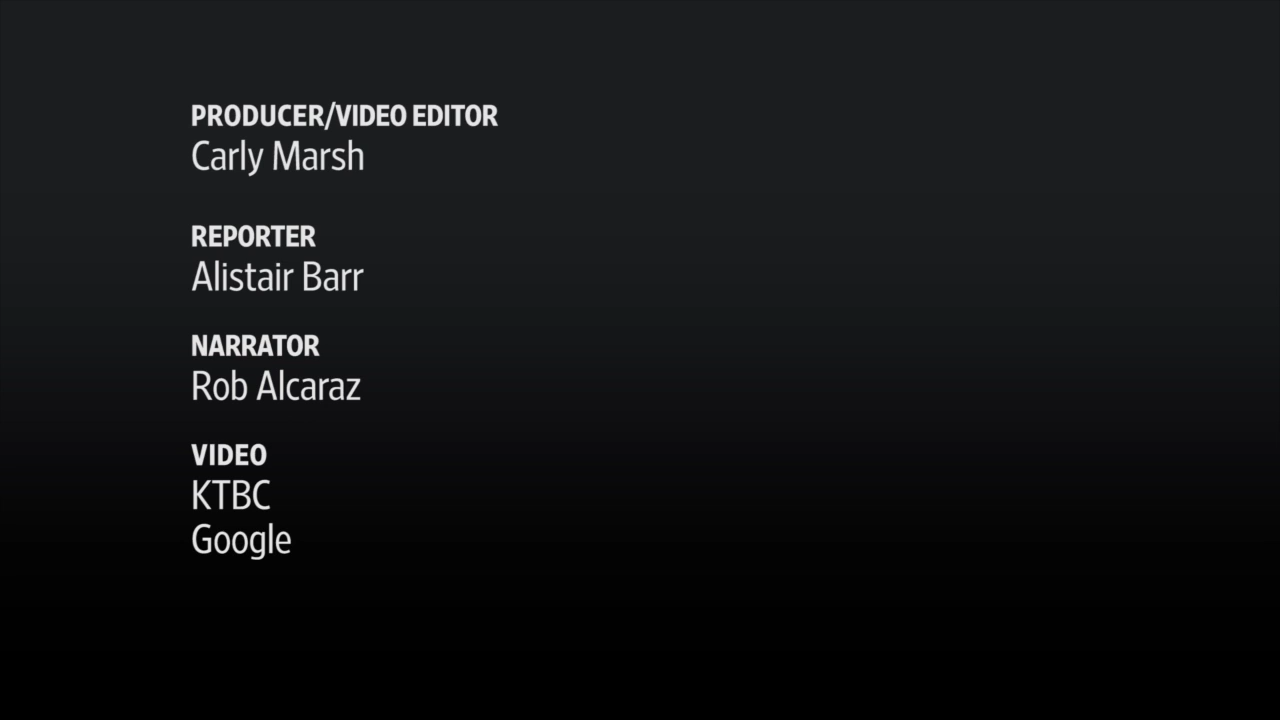 PRODUCER/VIDEO EDITOR
Carly Marsh
REPORTER
Alistair Barr
NARRATOR
Rob Alcaraz
VIDEO
KTBC
Google